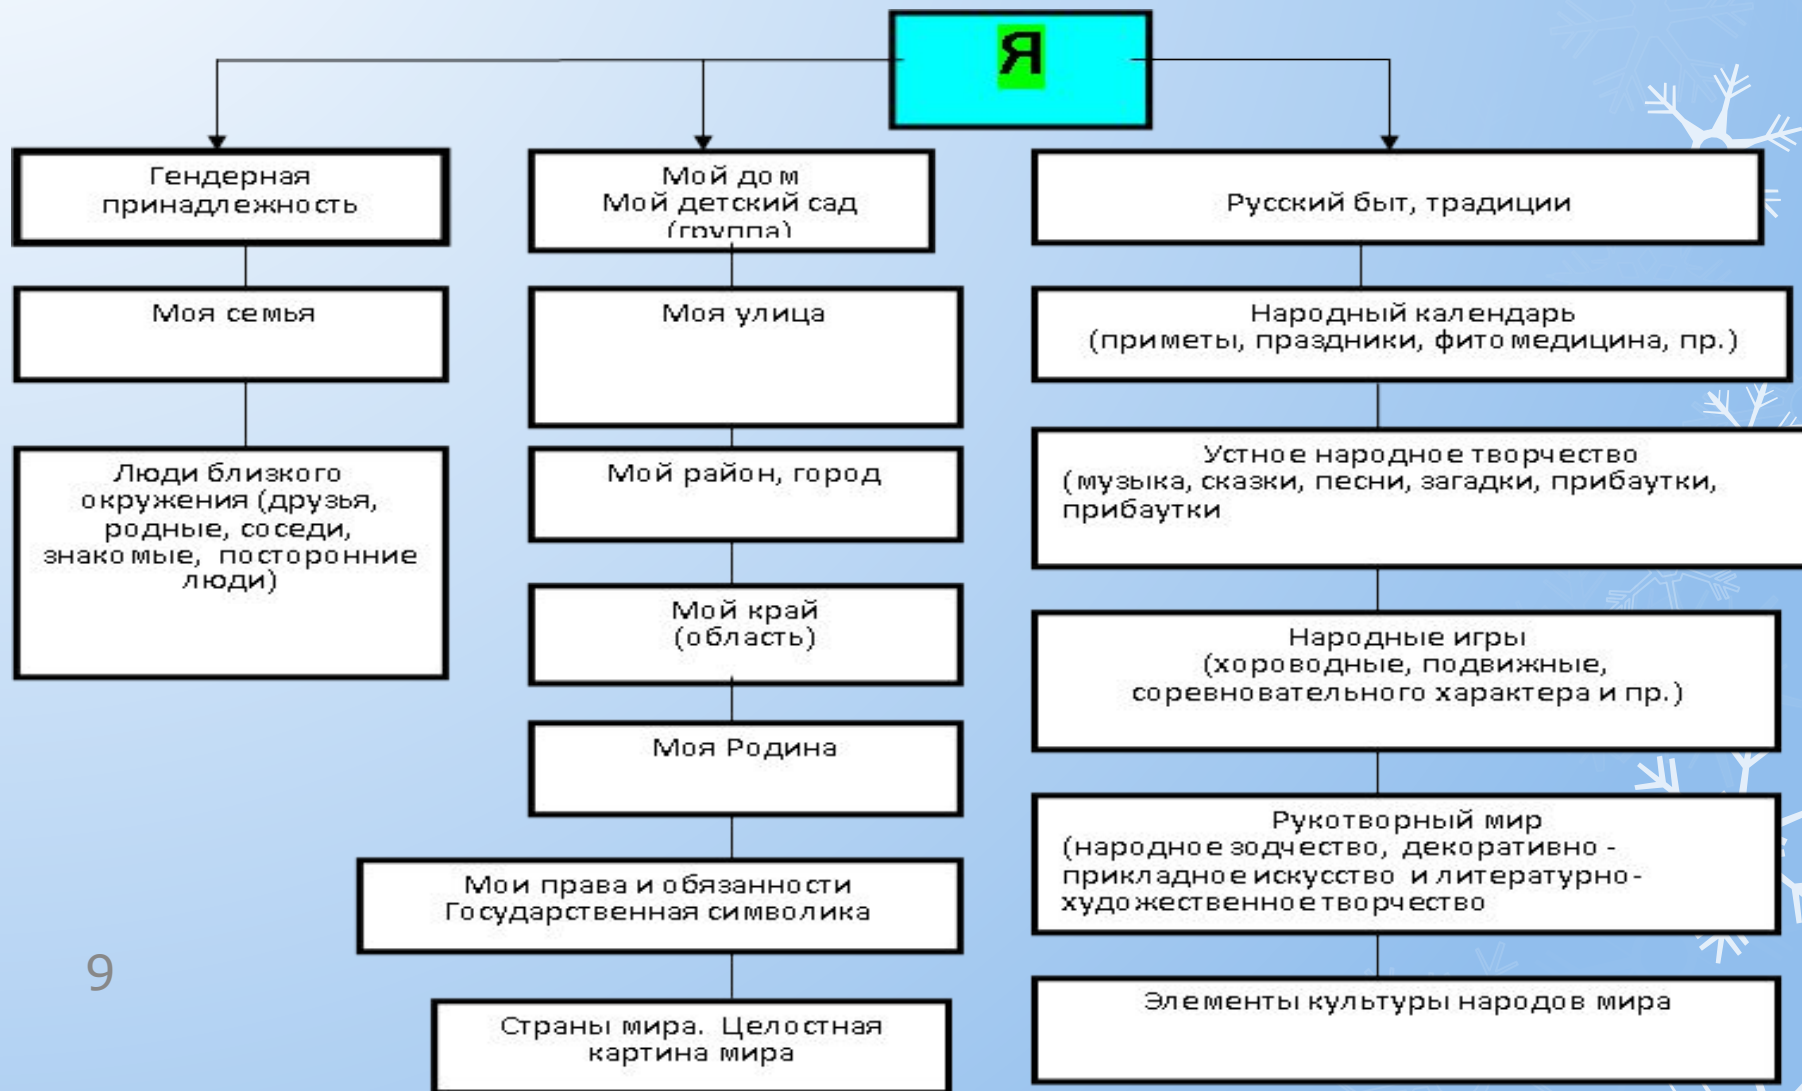 Я
Гендерная
принадлежность
Моя семья
Люди близкого
окружения (друзья,
родные, соседи,
знакомые, посторонние
люди)
Мой дом
Мой детский сад
(группа)
Моя улица
Мой район, город
Мой край
(область)
Моя Родина
Мои права и обязанности
Государственная символика
Страны мира. Целостная
картина мира
Русский быт, традиции
Народный календарь
(приметы, праздники, фитомедицина, пр.)
Устное народное творчество
(музыка, сказки, песни, загадки, прибаутки,
прибаутки
Народные игры
(хороводные, подвижные,
соревновательного характера и пр.)
Рукотворный мир
(народное зодчество, декоративно -
прикладное искусство и литературно-
художественное творчество
Элементы культуры народов мира
9